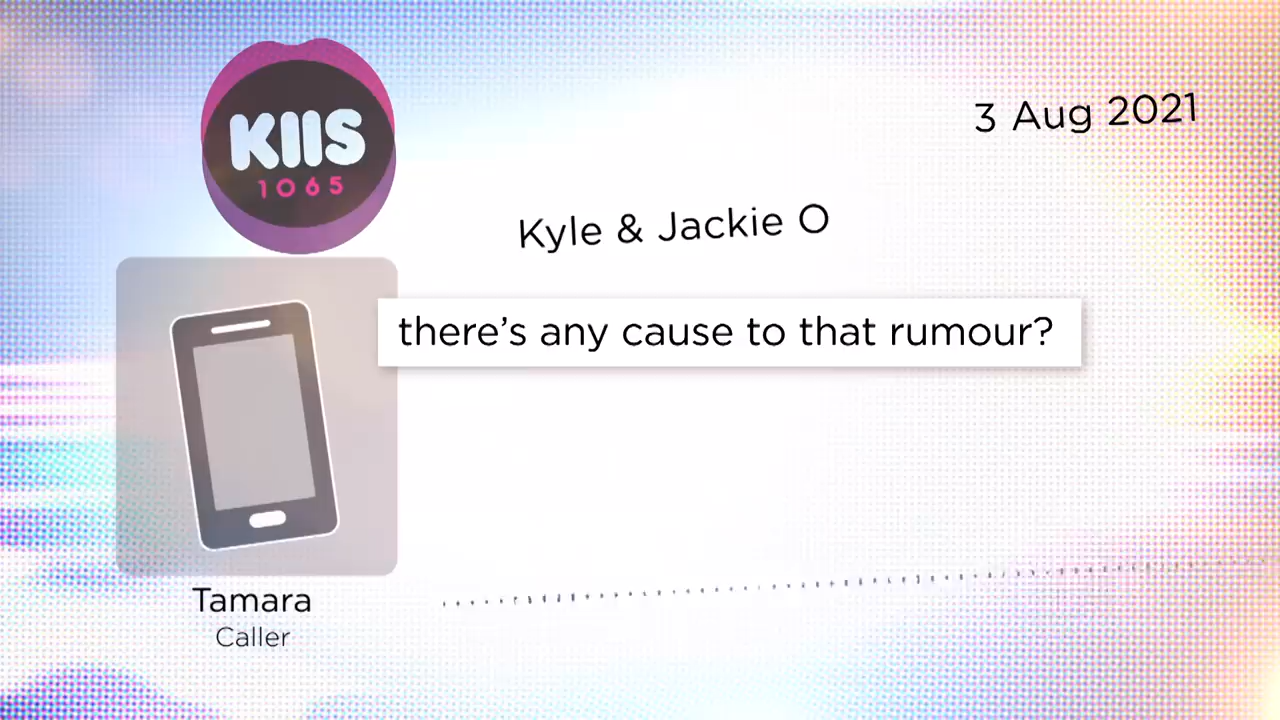 KIIS
1065
3 Aug 2021
Kyle & Jackie O
there's any cause to that rumour?
Tamara
Caller